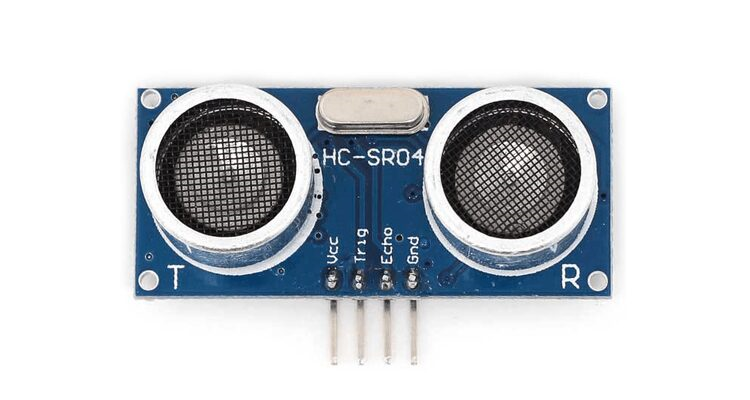 HC-SR04
Vcc
Trig
Echo
Gnd
T
R